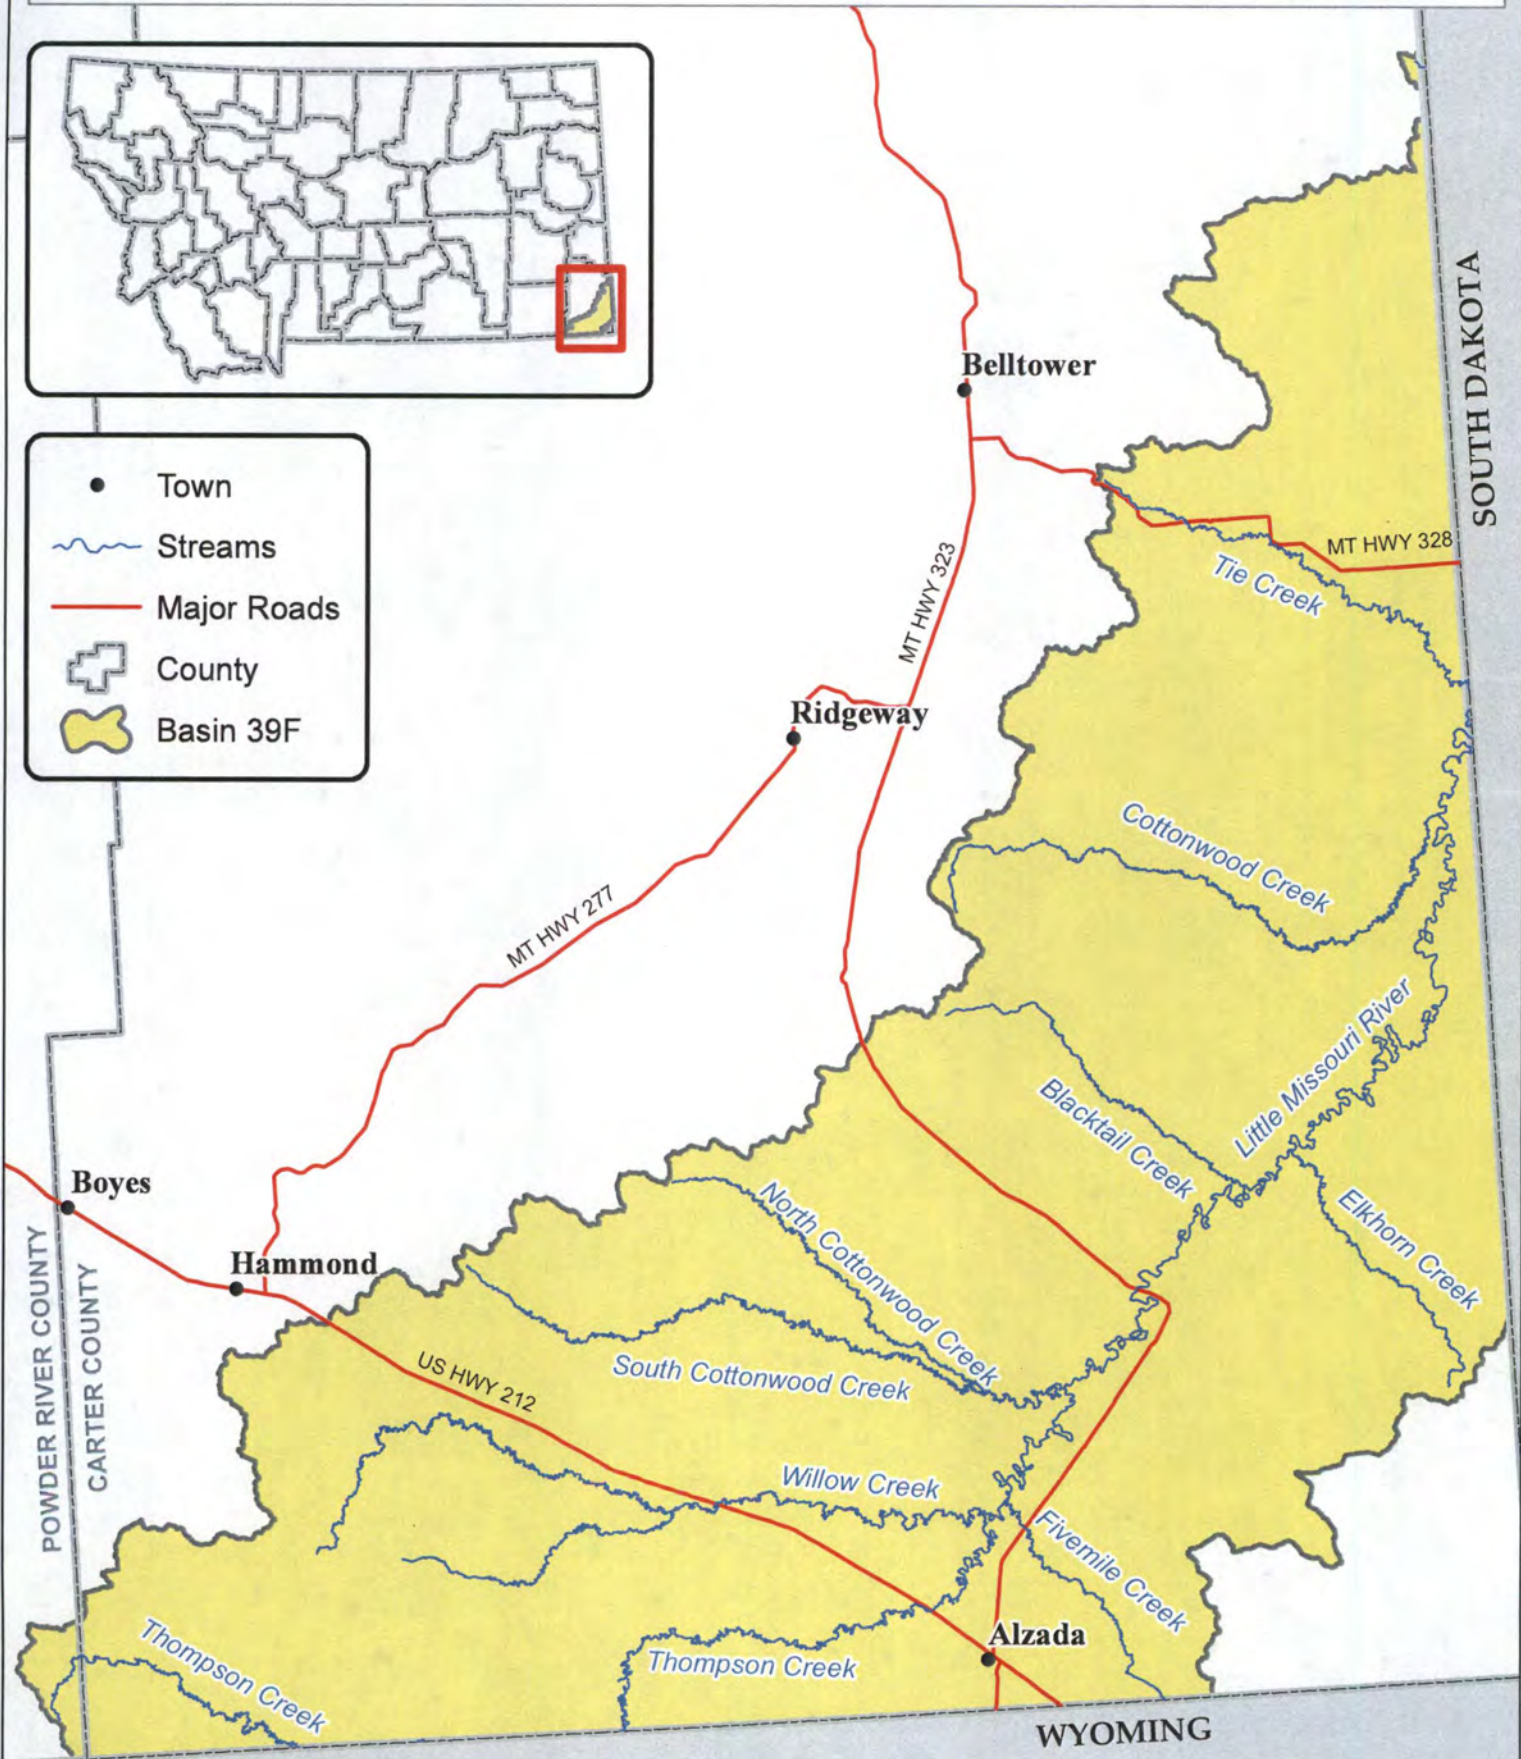 Belltower
SOUTH DAKOTA
Town
Streams
Major Roads
County
Basin 39F
MT HWY 328
Tie Creek
MT HWY 323
Ridgeway
Cottonwood Creek
MT HWY 277
Little Missouri River
Blacktail Creek
Boyes
North Cottonwood Creek
Elkhorn Creek
Hammond
POWDER RIVER COUNTY
CARTER COUNTY
US HWY 212
South Cottonwood Creek
Willow Creek
Fivemile Creek
Alzada
Thompson Creek
Thompson Creek
WYOMING